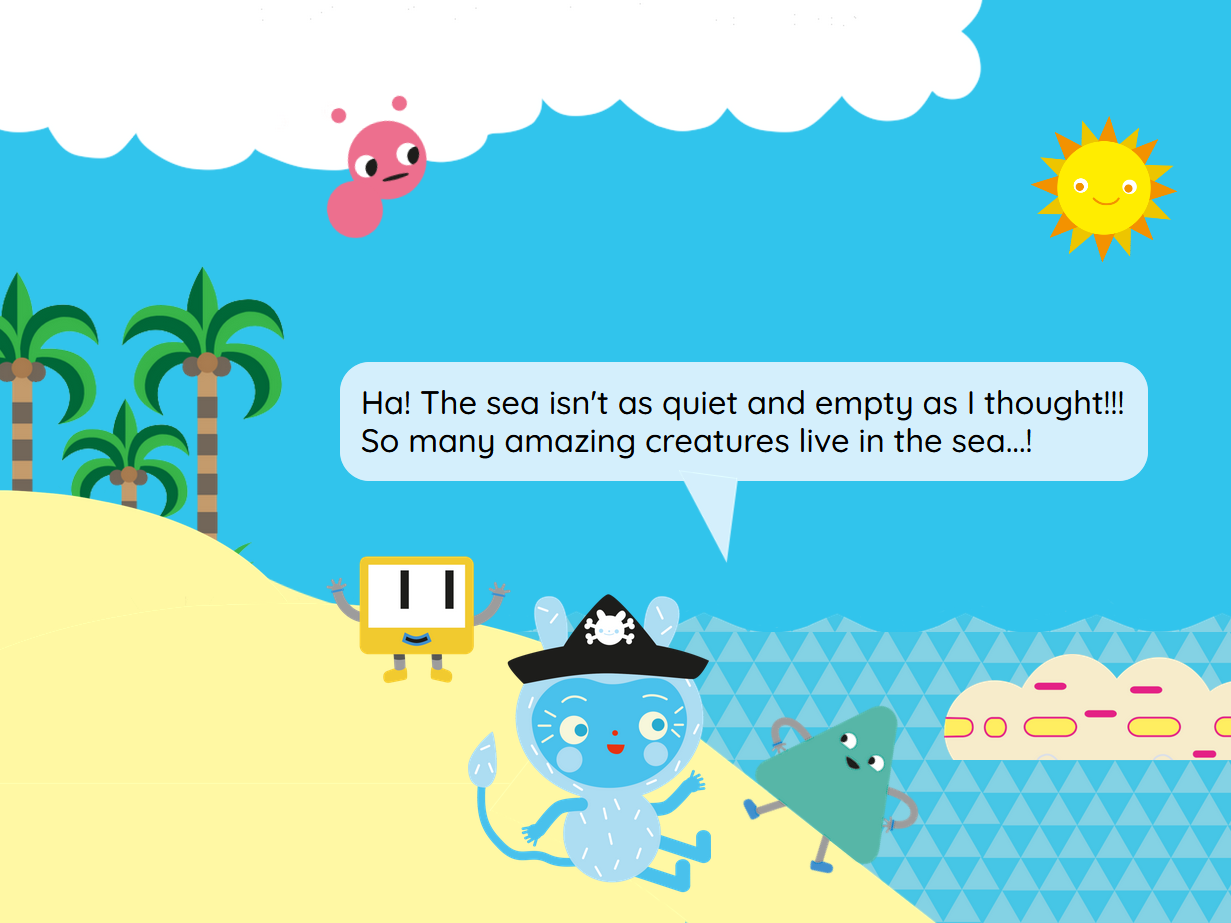 Ha! The sea isn't as quiet and empty as I thought!!!
So many amazing creatures live in the sea...!